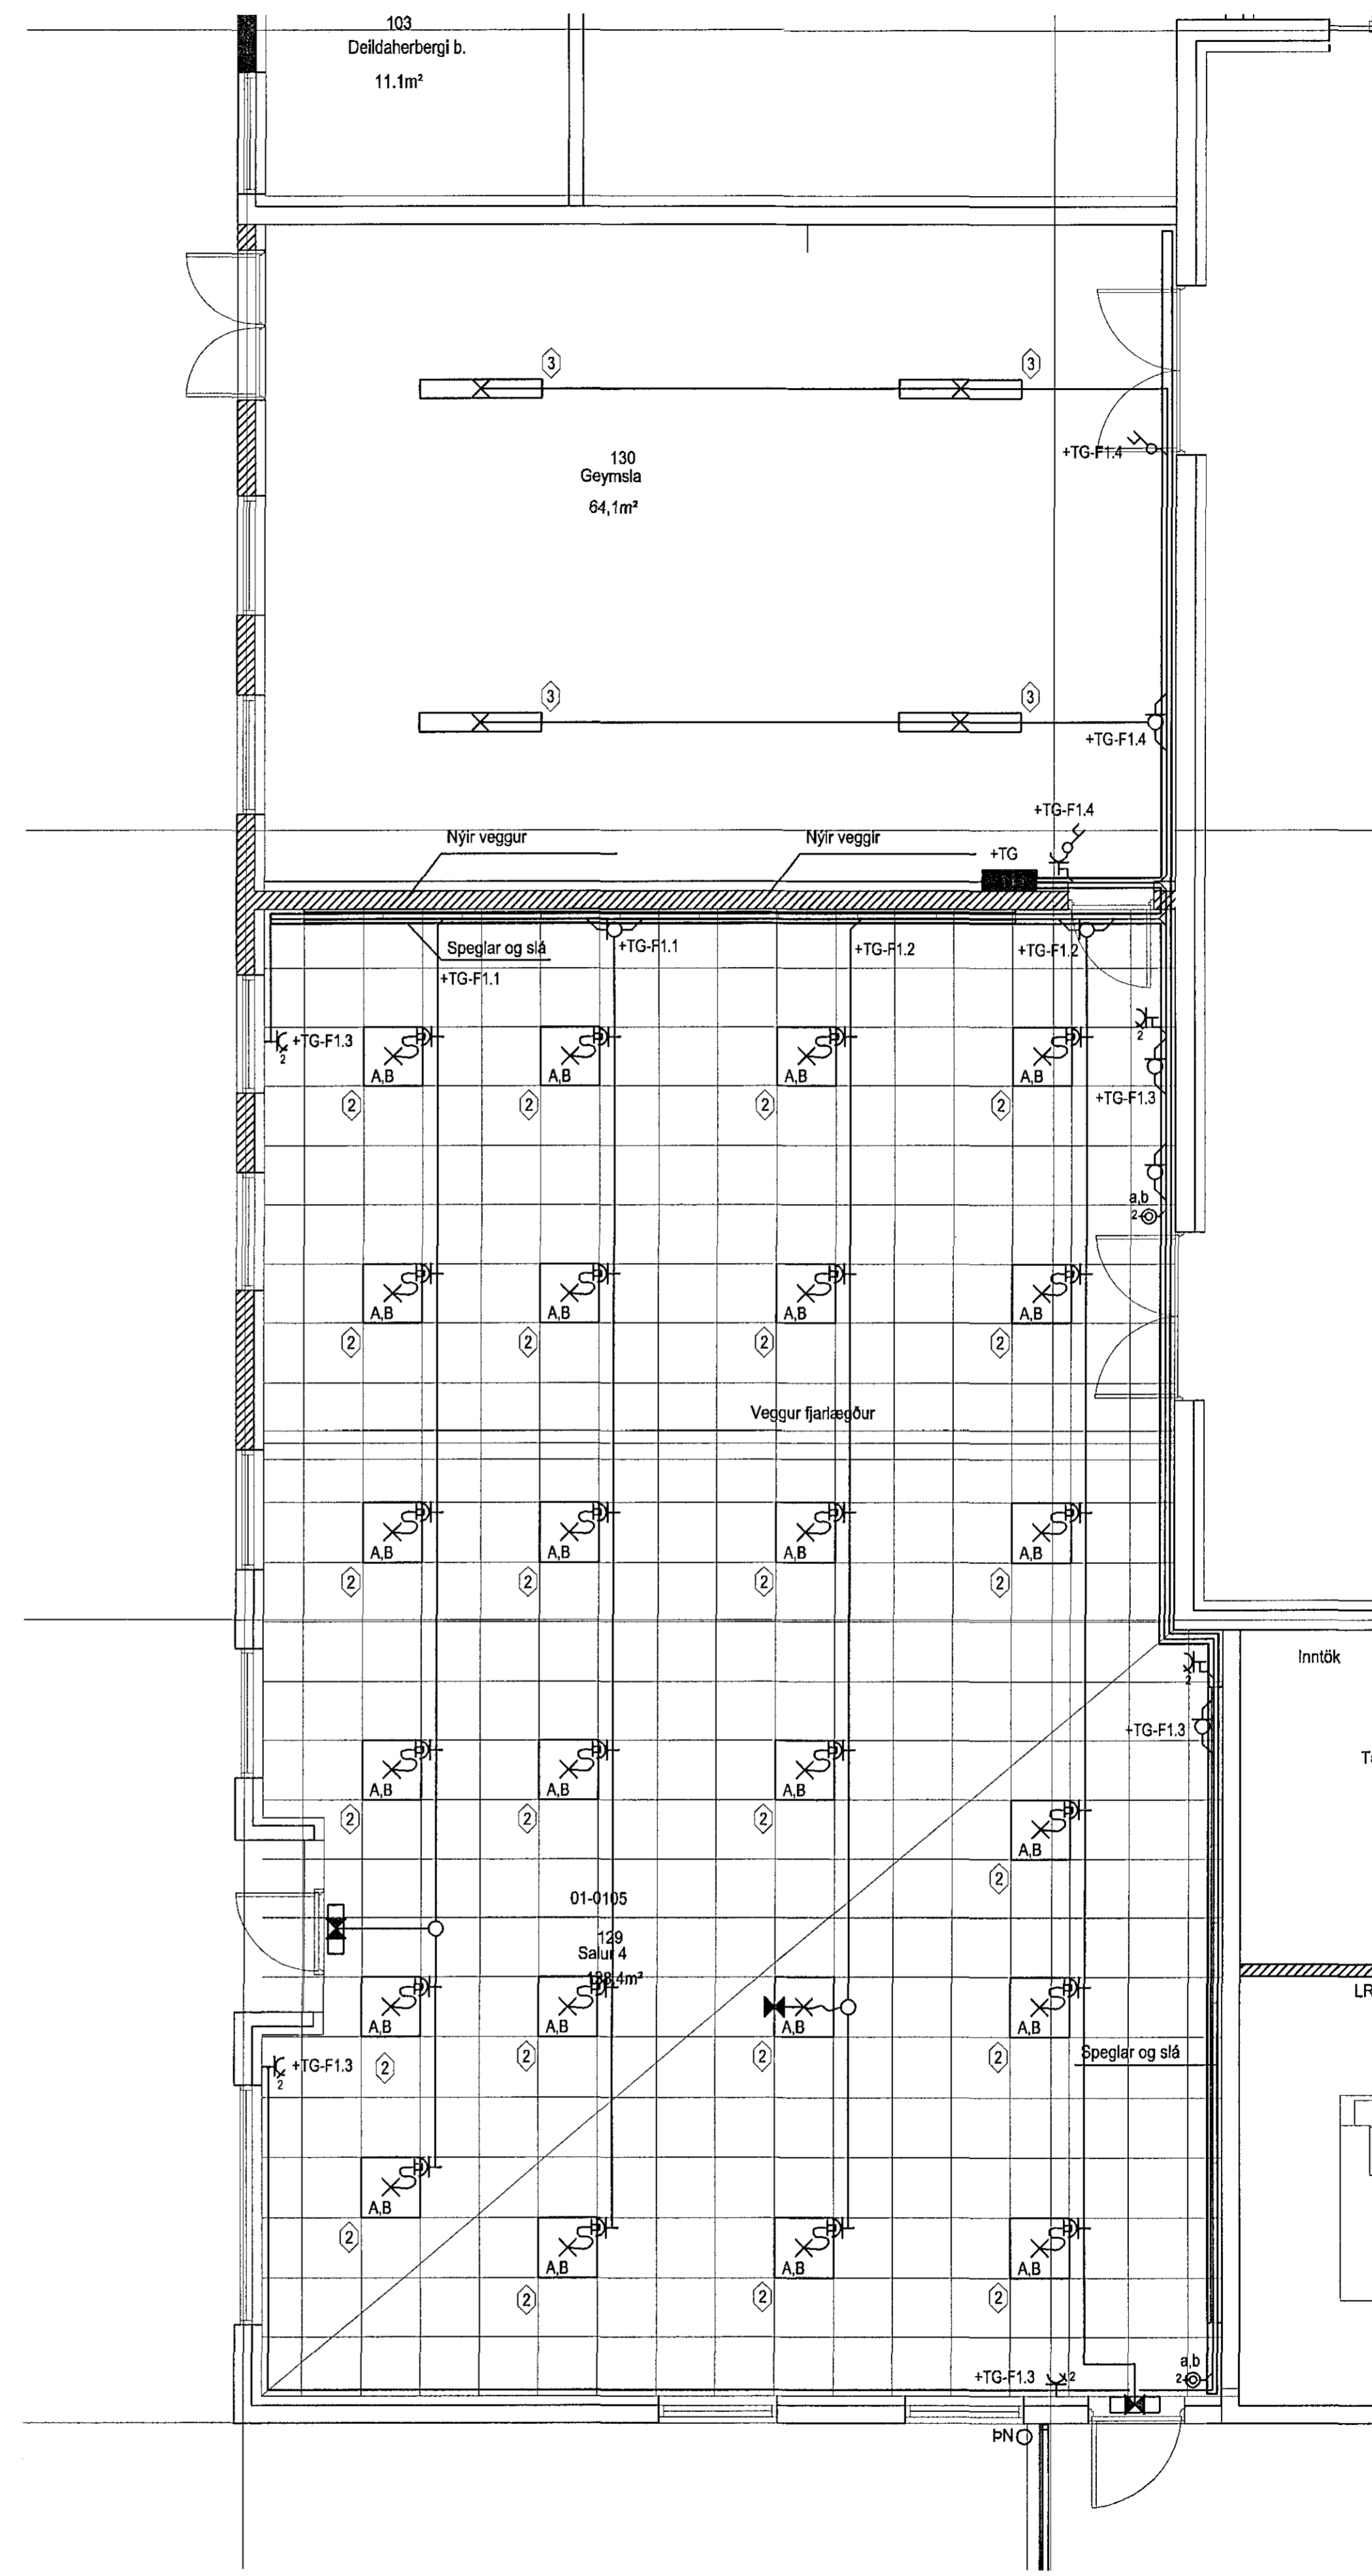 103
Deildaherbergi b.
11.1m²
3
3
+TG-F1.4
130
Geymsla
64,1m²
3
3
+TG-F1.4
+TG-F1.4
Nýir veggur
Nýir veggir
+TG
Speglar og slá
+TG-F1.1
+TG-F1.1
+TG-F1.2
+TG-F1.2
+TG-F1.3
2
2
A,B
A,B
A,B
A,B
2
2
2
2
+TG-F1.3
a,b
2
A,B
A,B
A,B
A,B
2
2
2
2
Veggur fjarlægður
A,B
A,B
A,B
A,B
2
2
2
2
Inntök
2
+TG-F1.3
A,B
A,B
A,B
2
2
2
A,B
2
01-0105
129
Salur 4
138,4m²
LR
A,B
A,B
A,B
A,B
2
2
2
2
Speglar og slá
+TG-F1.3
2
A,B
2
A,B
A,B
A,B
2
2
2
+TG-F1.3
2
a,b
2
ÞN